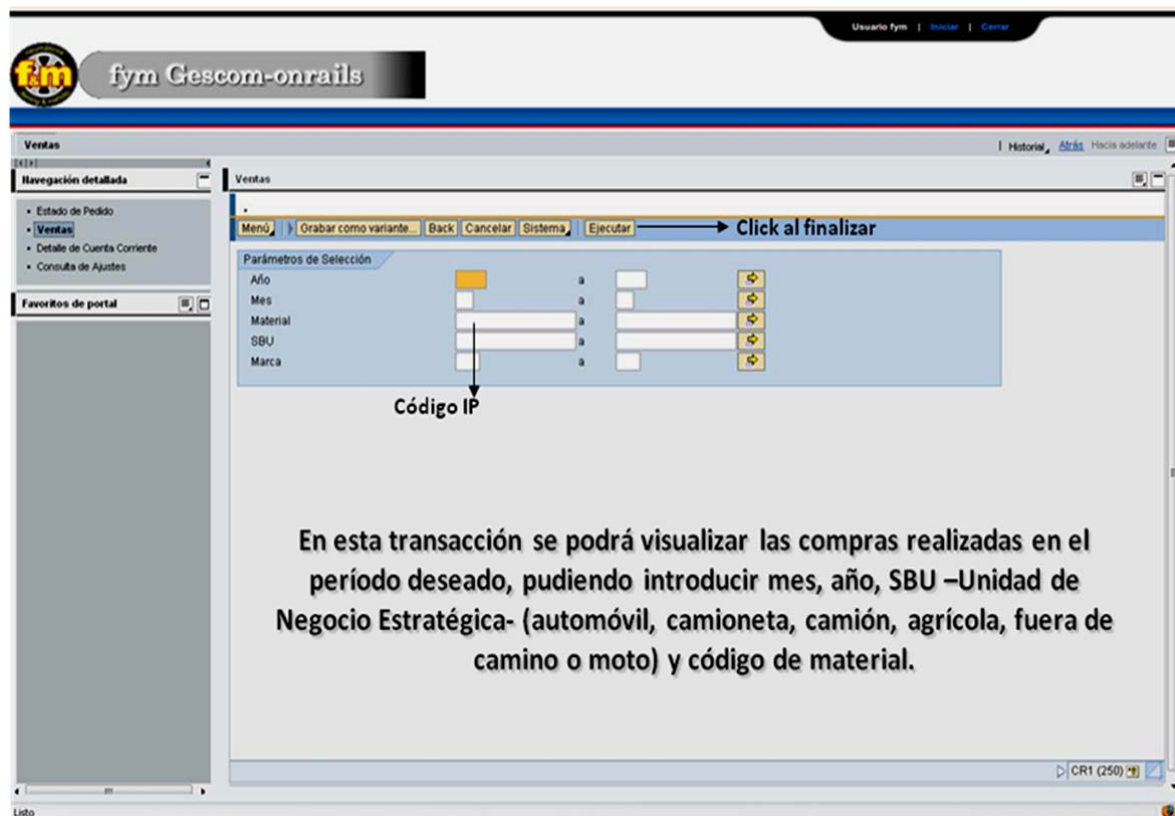 Usuario fym | Iniciar | Cerrar
f&m
fym Gescom-onrails
Ventas
Historial Atrás Hacia adelante
Navegación detallada
Estado de Pedido
Ventas
Detalle de Cuenta Corriente
Consulta de Ajustes
Favoritos de portal
Ventas
Menú Grabar como variante... Back Cancelar Sistema Ejecutar Click al finalizar
Parámetros de Selección
Año a
Mes a
Material a
SBU a
Marca a
Código IP
En esta transacción se podrá visualizar las compras realizadas en el
período deseado, pudiendo introducir mes, año, SBU –Unidad de
Negocio Estratégica- (automóvil, camioneta, camión, agrícola, fuera de
camino o moto) y código de material.
CR1 (250)
Listo